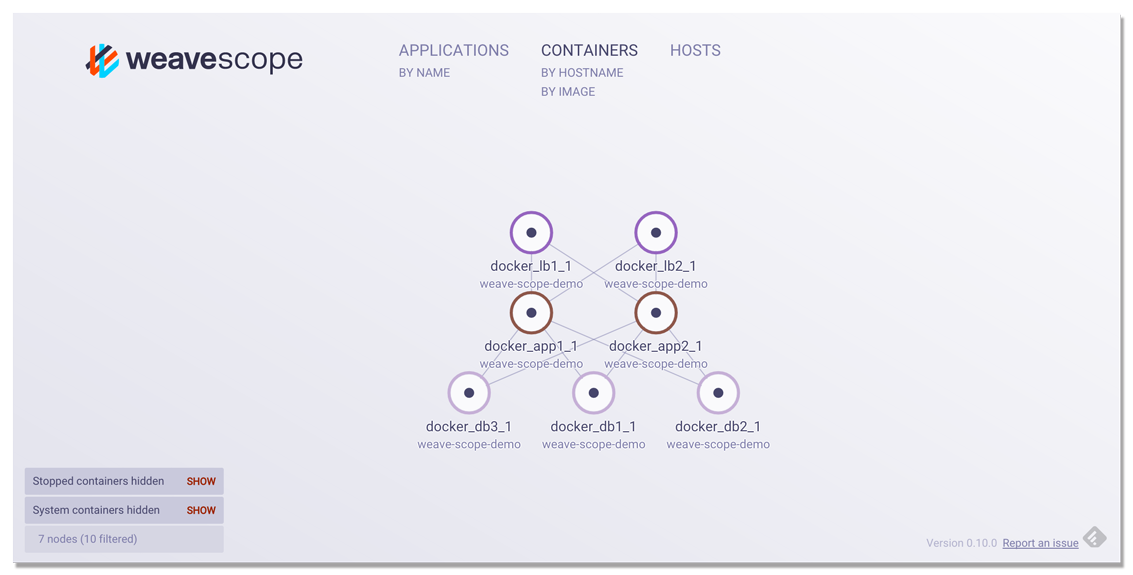 weavescope
APPLICATIONS CONTAINERS HOSTS
BY NAME BY HOSTNAME
BY IMAGE
docker_lb1_1 docker_lb2_1
weave-scope-demo weave-scope-demo
docker_app1_1 docker_app2_1
weave-scope-demo weave-scope-demo
docker_db3_1 docker_db1_1 docker_db2_1
weave-scope-demo weave-scope-demo weave-scope-demo
Stopped containers hidden SHOW
System containers hidden SHOW
7 nodes (10 filtered)
Version 0.10.0 Report an issue